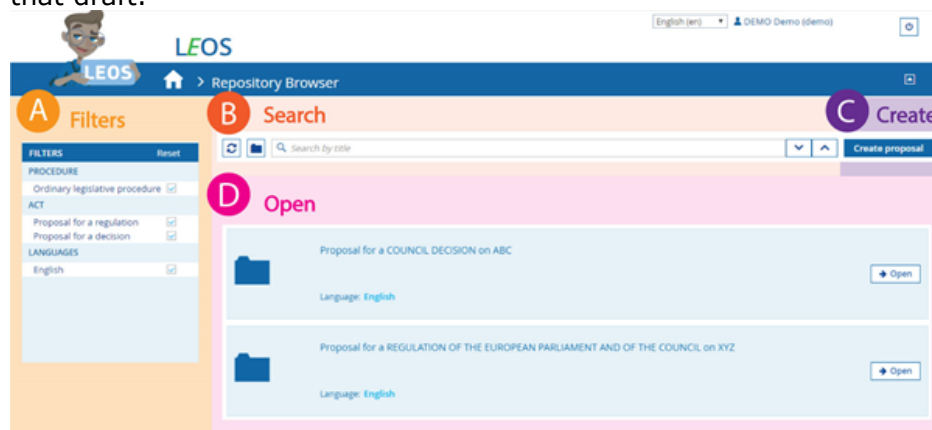 that draft.
English (en)
DEMO Demo (demo)
LEOS
LEOS
> Repository Browser
A Filters
B Search
C Create
FILTERS Reset
Search by title
Create proposal
PROCEDURE
Ordinary legislative procedure
ACT
Proposal for a regulation
Proposal for a decision
LANGUAGES
English
D Open
Proposal for a COUNCIL DECISION on ABC
Open
Language: English
Proposal for a REGULATION OF THE EUROPEAN PARLIAMENT AND OF THE COUNCIL on XYZ
Open
Language: English